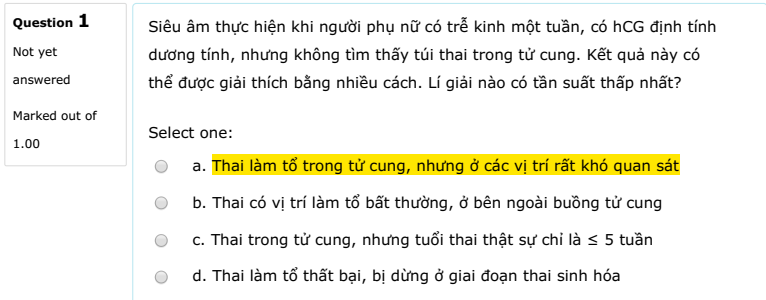 Question 1
Not yet
answered
Marked out of
1.00
Siêu âm thực hiện khi người phụ nữ có trễ kinh một tuần, có hCG định tính
dương tính, nhưng không tìm thấy túi thai trong tử cung. Kết quả này có
thể được giải thích bằng nhiều cách. Lí giải nào có tần suất thấp nhất?
Select one:
a. Thai làm tổ trong tử cung, nhưng ở các vị trí rất khó quan sát
b. Thai có vị trí làm tổ bất thường, ở bên ngoài buồng tử cung
c. Thai trong tử cung, nhưng tuổi thai thật sự chỉ là ≤ 5 tuần
d. Thai làm tổ thất bại, bị dừng ở giai đoạn thai sinh hóa